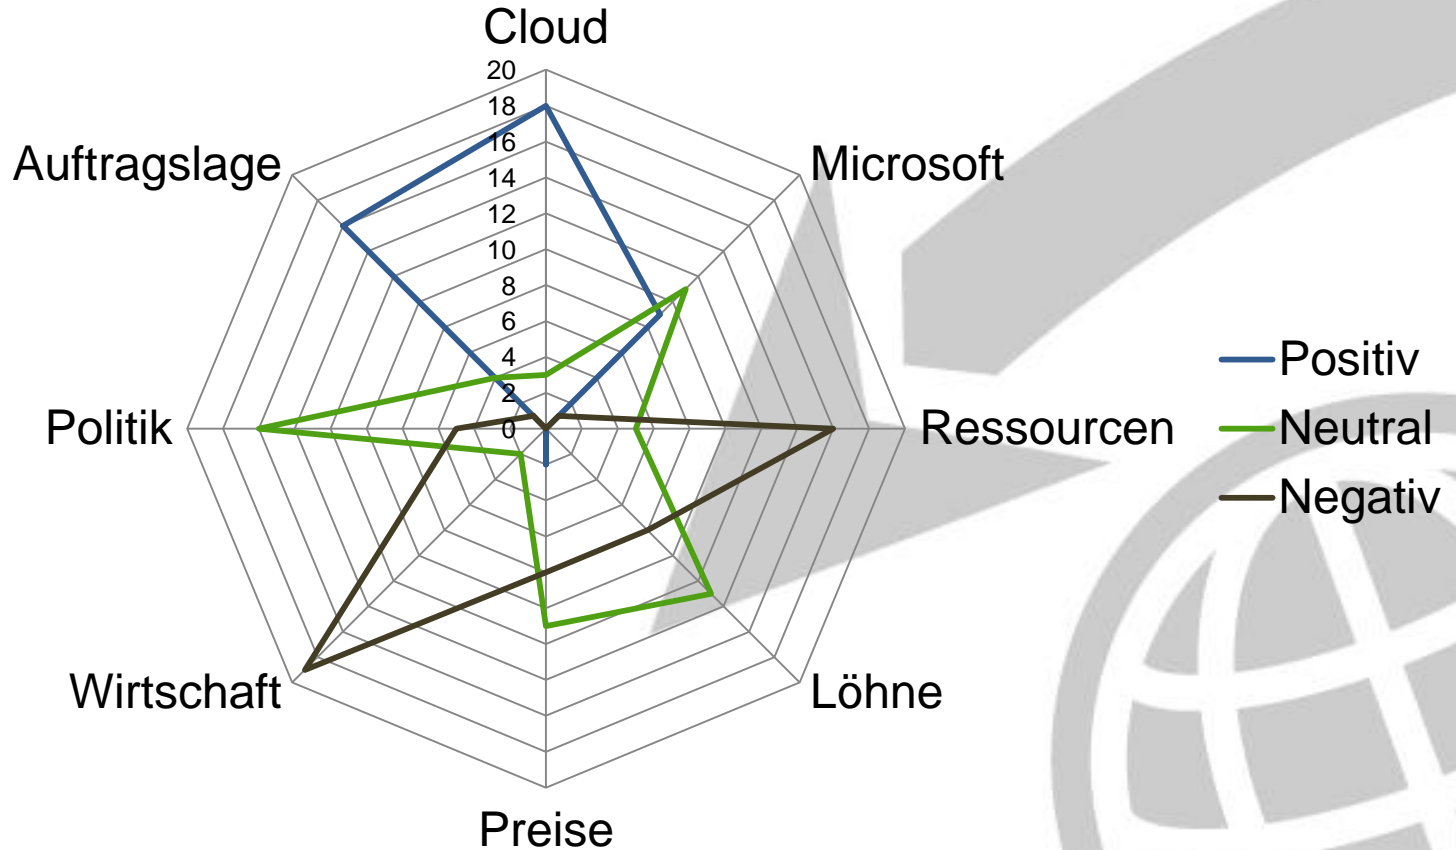 Cloud
20
18
16
14
12
10
8
6
4
2
0
Auftragslage
Microsoft
Politik
Ressourcen
Wirtschaft
Löhne
Preise
Positiv
Neutral
Negativ